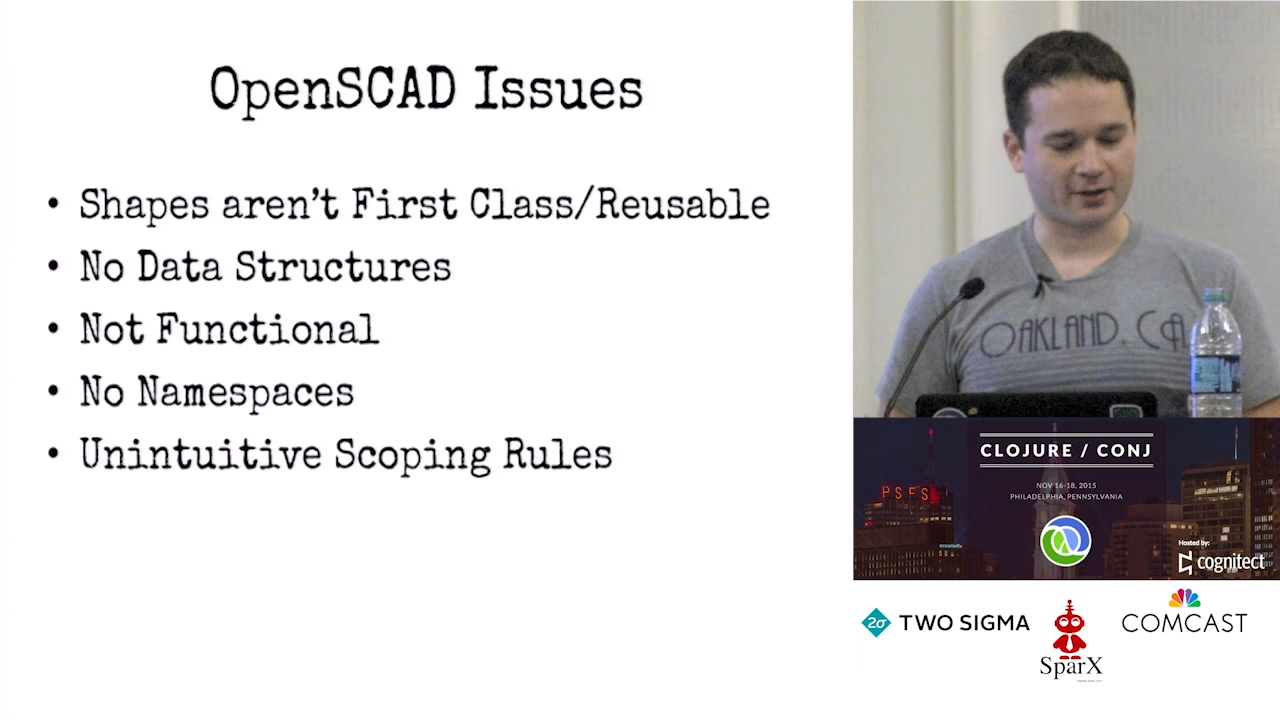 OpenSCAD Issues
• Shapes aren't First Class/Reusable
• No Data Structures
• Not Functional
• No Namespaces
• Unintuitive Scoping Rules
OAKLAND, CA
CLOJURE / CONJ
NOV 16-18, 2015
PHILADELPHIA, PENNSYLVANIA
PSFS
Hosted by:
cognitect
2σ TWO SIGMA
SparX
COMCAST